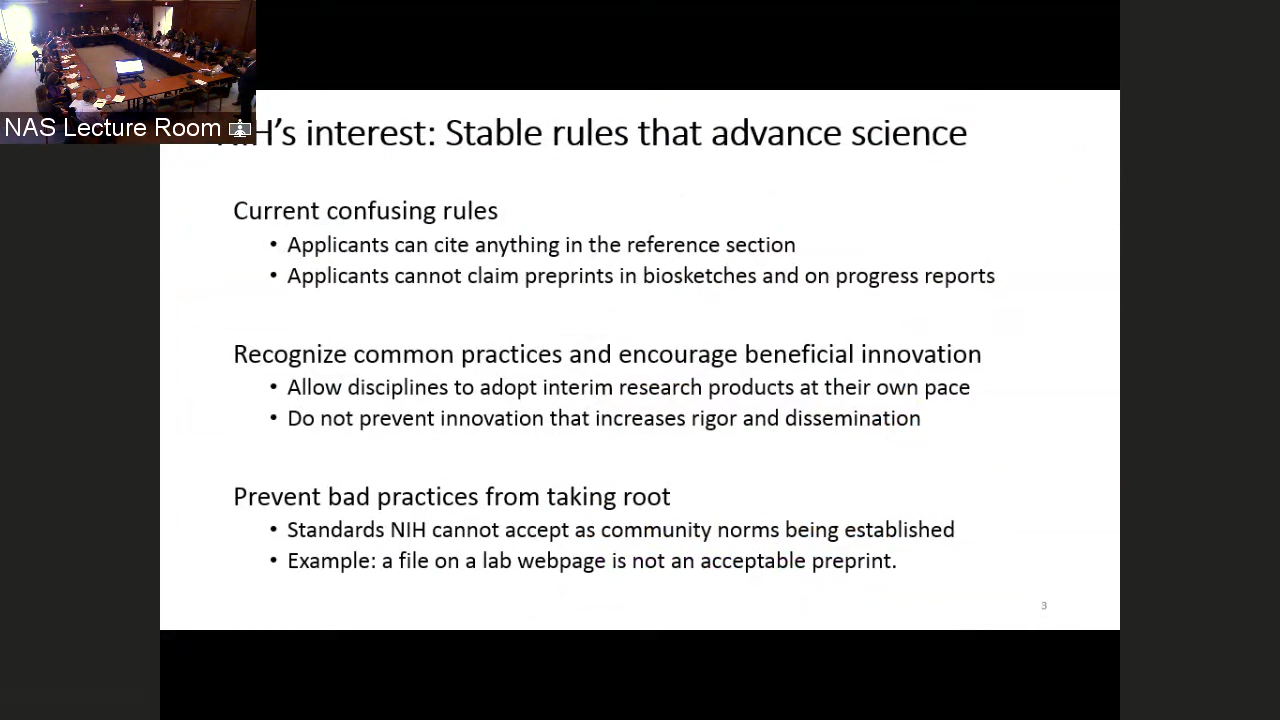 NAS Lecture Room
H's interest: Stable rules that advance science
Current confusing rules
• Applicants can cite anything in the reference section
• Applicants cannot claim preprints in biosketches and on progress reports
Recognize common practices and encourage beneficial innovation
• Allow disciplines to adopt interim research products at their own pace
• Do not prevent innovation that increases rigor and dissemination
Prevent bad practices from taking root
• Standards NIH cannot accept as community norms being established
• Example: a file on a lab webpage is not an acceptable preprint.
3